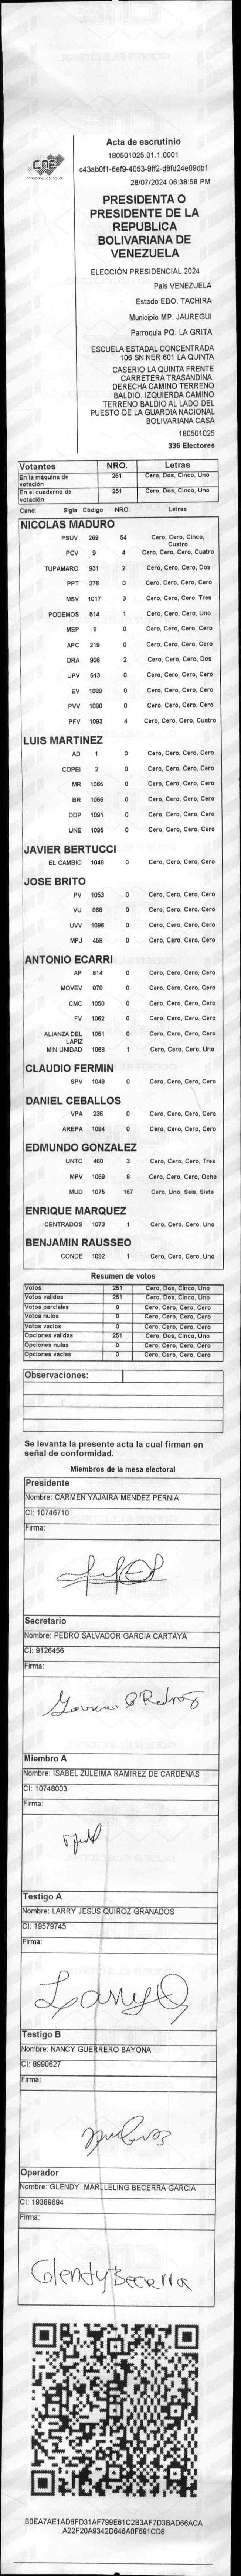 CNE
Acta de escrutinio
180501025.01.1.0001
c43ab0f1-6ef9-4053-9ff2-d8fd24e09db1
28/07/2024 06:38:58 PM
PRESIDENTA O
PRESIDENTE DE LA
REPUBLICA
BOLIVARIANA DE
VENEZUELA
ELECCIÓN PRESIDENCIAL 2024
País VENEZUELA
Estado EDO. TACHIRA
Municipio MP. JAUREGUI
Parroquia PQ. LA GRITA
ESCUELA ESTADAL CONCENTRADA
106 SN NER 601 LA QUINTA
CASERIO LA QUINTA FRENTE
CARRETERA TRASANDINA.
DERECHA CAMINO TERRENO
BALDIO. IZQUIERDA CAMINO
TERRENO BALDIO AL LADO DEL
PUESTO DE LA GUARDIA NACIONAL
BOLIVARIANA CASA
180501025
336 Electores
Votantes NRO. Letras
En la máquina de votación 251 Cero, Dos, Cinco, Uno
En el cuaderno de votación 251 Cero, Dos, Cinco, Uno
Cand. Sigla Código NRO. Letras
NICOLAS MADURO
PSUV 269 54 Cero, Cero, Cinco, Cuatro
PCV 9 4 Cero, Cero, Cero, Cuatro
TUPAMARO 931 2 Cero, Cero, Cero, Dos
PPT 276 0 Cero, Cero, Cero, Cero
MSV 1017 3 Cero, Cero, Cero, Tres
PODEMOS 514 1 Cero, Cero, Cero, Uno
MEP 6 0 Cero, Cero, Cero, Cero
APC 219 0 Cero, Cero, Cero, Cero
ORA 906 2 Cero, Cero, Cero, Dos
UPV 513 0 Cero, Cero, Cero, Cero
EV 1089 0 Cero, Cero, Cero, Cero
PVV 1090 0 Cero, Cero, Cero, Cero
PFV 1093 4 Cero, Cero, Cero, Cuatro
LUIS MARTINEZ
AD 1 0 Cero, Cero, Cero, Cero
COPEI 2 0 Cero, Cero, Cero, Cero
MR 1065 0 Cero, Cero, Cero, Cero
BR 1066 0 Cero, Cero, Cero, Cero
DDP 1091 0 Cero, Cero, Cero, Cero
UNE 1095 0 Cero, Cero, Cero, Cero
JAVIER BERTUCCI
EL CAMBIO 1048 0 Cero, Cero, Cero, Cero
JOSE BRITO
PV 1053 0 Cero, Cero, Cero, Cero
VU 968 0 Cero, Cero, Cero, Cero
UVV 1096 0 Cero, Cero, Cero, Cero
MPJ 458 0 Cero, Cero, Cero, Cero
ANTONIO ECARRI
AP 814 0 Cero, Cero, Cero, Cero
MOVEV 878 0 Cero, Cero, Cero, Cero
CMC 1050 0 Cero, Cero, Cero, Cero
FV 1062 0 Cero, Cero, Cero, Cero
ALIANZA DEL LAPIZ 1051 0 Cero, Cero, Cero, Cero
MIN UNIDAD 1069 1 Cero, Cero, Cero, Uno
CLAUDIO FERMIN
SPV 1049 0 Cero, Cero, Cero, Cero
DANIEL CEBALLOS
VPA 236 0 Cero, Cero, Cero, Cero
AREPA 1094 0 Cero, Cero, Cero, Cero
EDMUNDO GONZALEZ
UNTC 460 3 Cero, Cero, Cero, Tres
MPV 1069 8 Cero, Cero, Cero, Ocho
MUD 1075 167 Cero, Uno, Seis, Siete
ENRIQUE MARQUEZ
CENTRADOS 1073 1 Cero, Cero, Cero, Uno
BENJAMIN RAUSSEO
CONDE 1092 1 Cero, Cero, Cero, Uno
Resumen de votos
Votos 251 Cero, Dos, Cinco, Uno
Votos validos 251 Cero, Dos, Cinco, Uno
Votos parciales 0 Cero, Cero, Cero, Cero
Votos nulos 0 Cero, Cero, Cero, Cero
Votos vacios 0 Cero, Cero, Cero, Cero
Opciones validas 251 Cero, Dos, Cinco, Uno
Opciones nulas 0 Cero, Cero, Cero, Cero
Opciones vacias 0 Cero, Cero, Cero, Cero
Observaciones:
Se levanta la presente acta la cual firman en
señal de conformidad.
Miembros de la mesa electoral
Presidente
Nombre: CARMEN YAJAIRA MENDEZ PERNIA
CI: 10746710
Firma:
Secretario
Nombre: PEDRO SALVADOR GARCIA CARTAYA
CI: 9126456
Firma:
Miembro A
Nombre: ISABEL ZULEIMA RAMIREZ DE CARDENAS
CI: 10748003
Firma:
Testigo A
Nombre: LARRY JESUS QUIROZ GRANADOS
CI: 19579745
Firma:
Larry Q
Testigo B
Nombre: NANCY GUERRERO BAYONA
CI: 8990627
Firma:
Operador
Nombre: GLENDY MARLLELING BECERRA GARCIA
CI: 19389694
Firma:
Glendy Becerra
B0EA7AE1AD6FD31AF799E61C2B3AF7D3BAD66ACA
A22F20A9342D646A0F691CD8